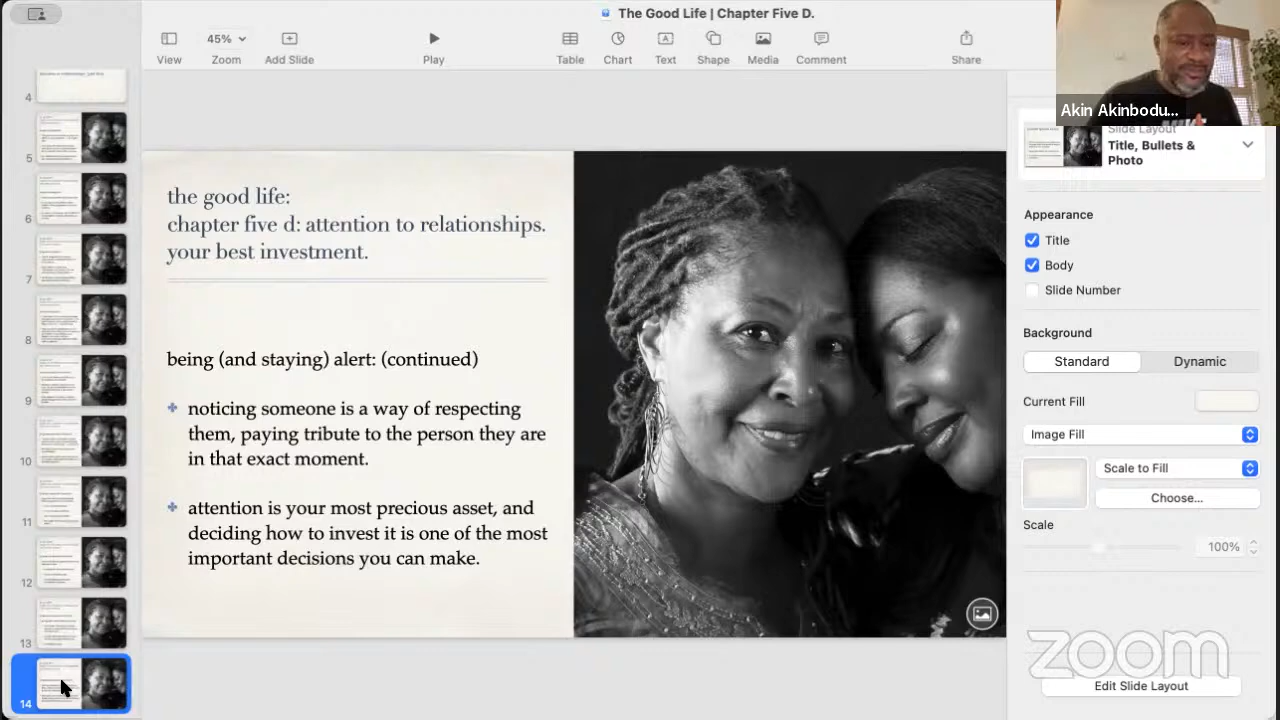 The Good Life | Chapter Five D.
45%
View
Zoom
Add Slide
Play
Table
Chart
Text
Shape
Media
Comment
Share
Akin Akinbodu...
4
5
6
7
8
9
10
11
12
13
14
the good life:
chapter five d: attention to relationships.
your best investment.
being (and staying) alert: (continued)
noticing someone is a way of respecting
them, paying tribute to the person they are
in that exact moment.
attention is your most precious asset, and
deciding how to invest it is one of the most
important decisions you can make.
Slide Layout
Title, Bullets &
Photo
Appearance
Title
Body
Slide Number
Background
Standard
Dynamic
Current Fill
Image Fill
Scale to Fill
Choose...
Scale
100%
zoom
Edit Slide Layout